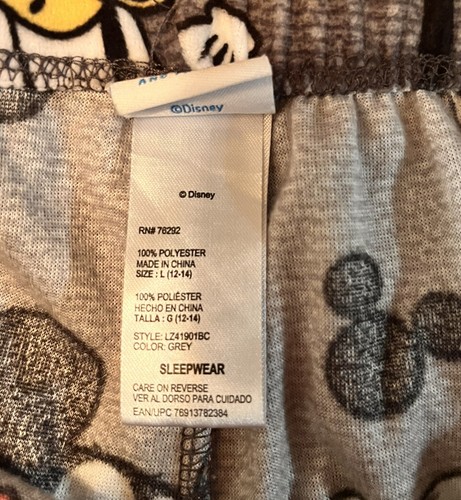 ©Disney
© Disney
RN# 76292
100% POLYESTER
MADE IN CHINA
SIZE : L (12-14)
100% POLIÉSTER
HECHO EN CHINA
TALLA : G (12-14)
STYLE: LZ41901BC
COLOR: GREY
SLEEPWEAR
CARE ON REVERSE
VER AL DORSO PARA CUIDADO
EAN/UPC 76913782384